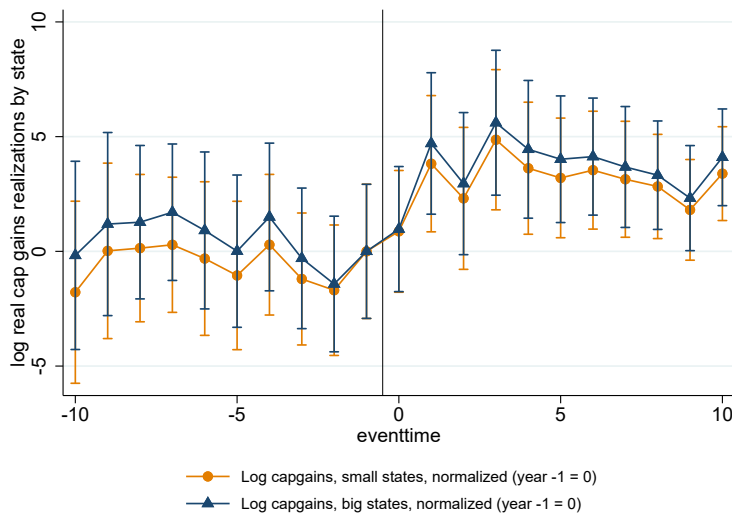 log real cap gains realizations by state
10
5
0
-5
-10
-5
0
5
10
eventtime
Log capgains, small states, normalized (year -1 = 0)
Log capgains, big states, normalized (year -1 = 0)